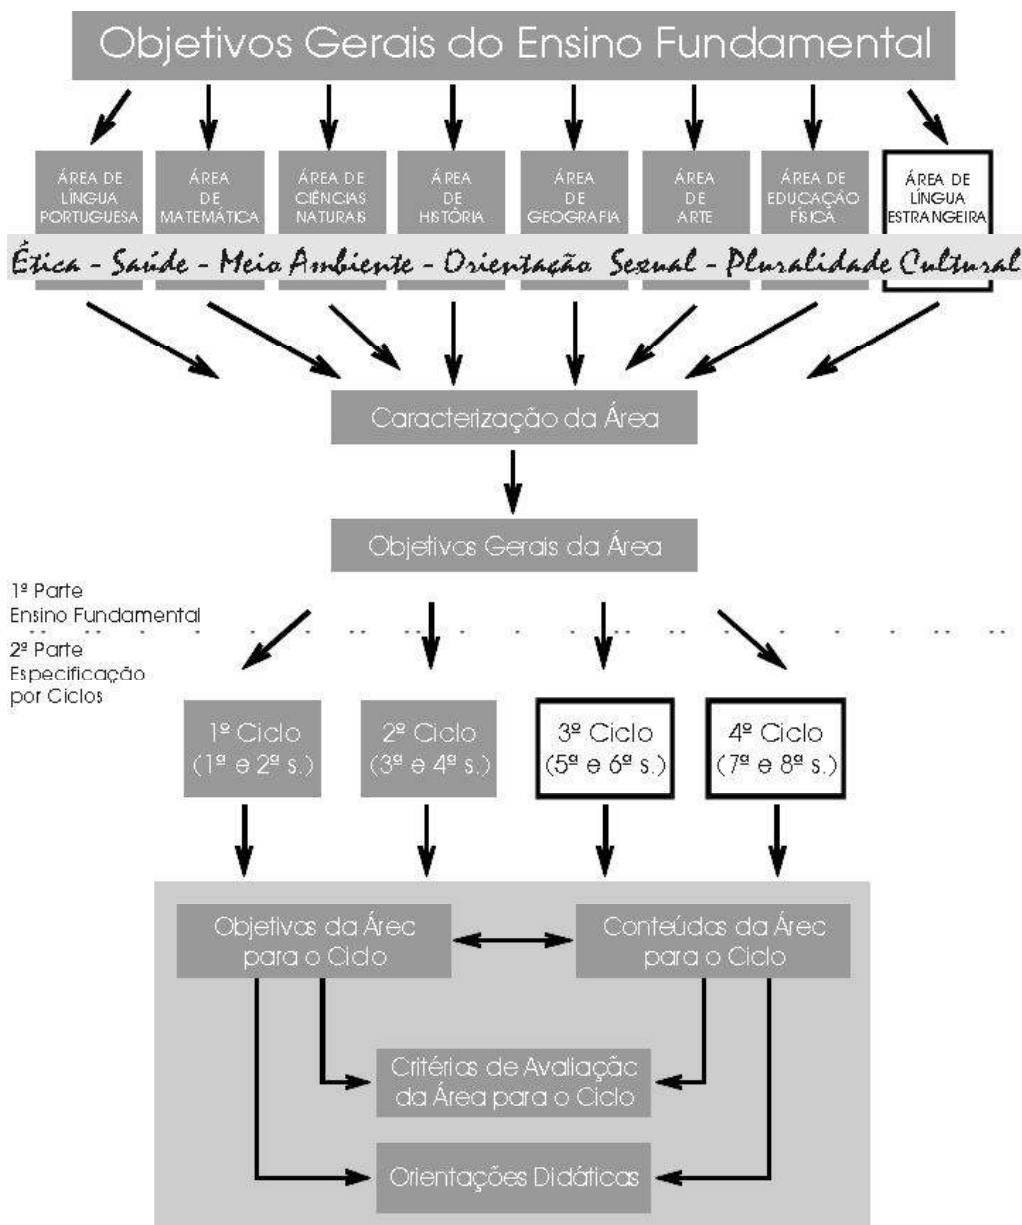 Objetivos Gerais do Ensino Fundamental
ÁREA DE
LÍNGUA
PORTUGUESA
ÁREA
DE
MATEMÁTICA
ÁREA DE
CIÊNCIAS
NATURAIS
ÁREA
DE
HISTÓRIA
ÁREA
DE
GEOGRAFIA
ÁREA
DE
ARTE
ÁREA DE
EDUCAÇÃO
FÍSICA
ÁREA DE
LÍNGUA
ESTRANGEIRA
Ética - Saúde - Meio Ambiente - Orientação Sexual - Pluralidade Cultural
Caracterização da Área
Objetivos Gerais da Área
1ª Parte
Ensino Fundamental
2ª Parte
Especificação
por Ciclos
1º Ciclo
(1ª e 2ª s.)
2º Ciclo
(3ª e 4ª s.)
3º Ciclo
(5ª e 6ª s.)
4º Ciclo
(7ª e 8ª s.)
Objetivos da Área
para o Ciclo
Conteúdos da Área
para o Ciclo
Critérios de Avaliação
da Área para o Ciclo
Orientações Didáticas